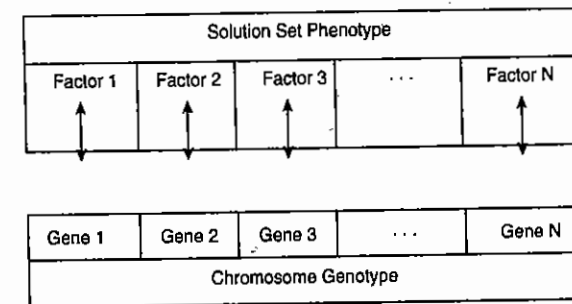 Solution Set Phenotype
Factor 1 Factor 2 Factor 3 ... Factor N
Gene 1 Gene 2 Gene 3 ... Gene N
Chromosome Genotype